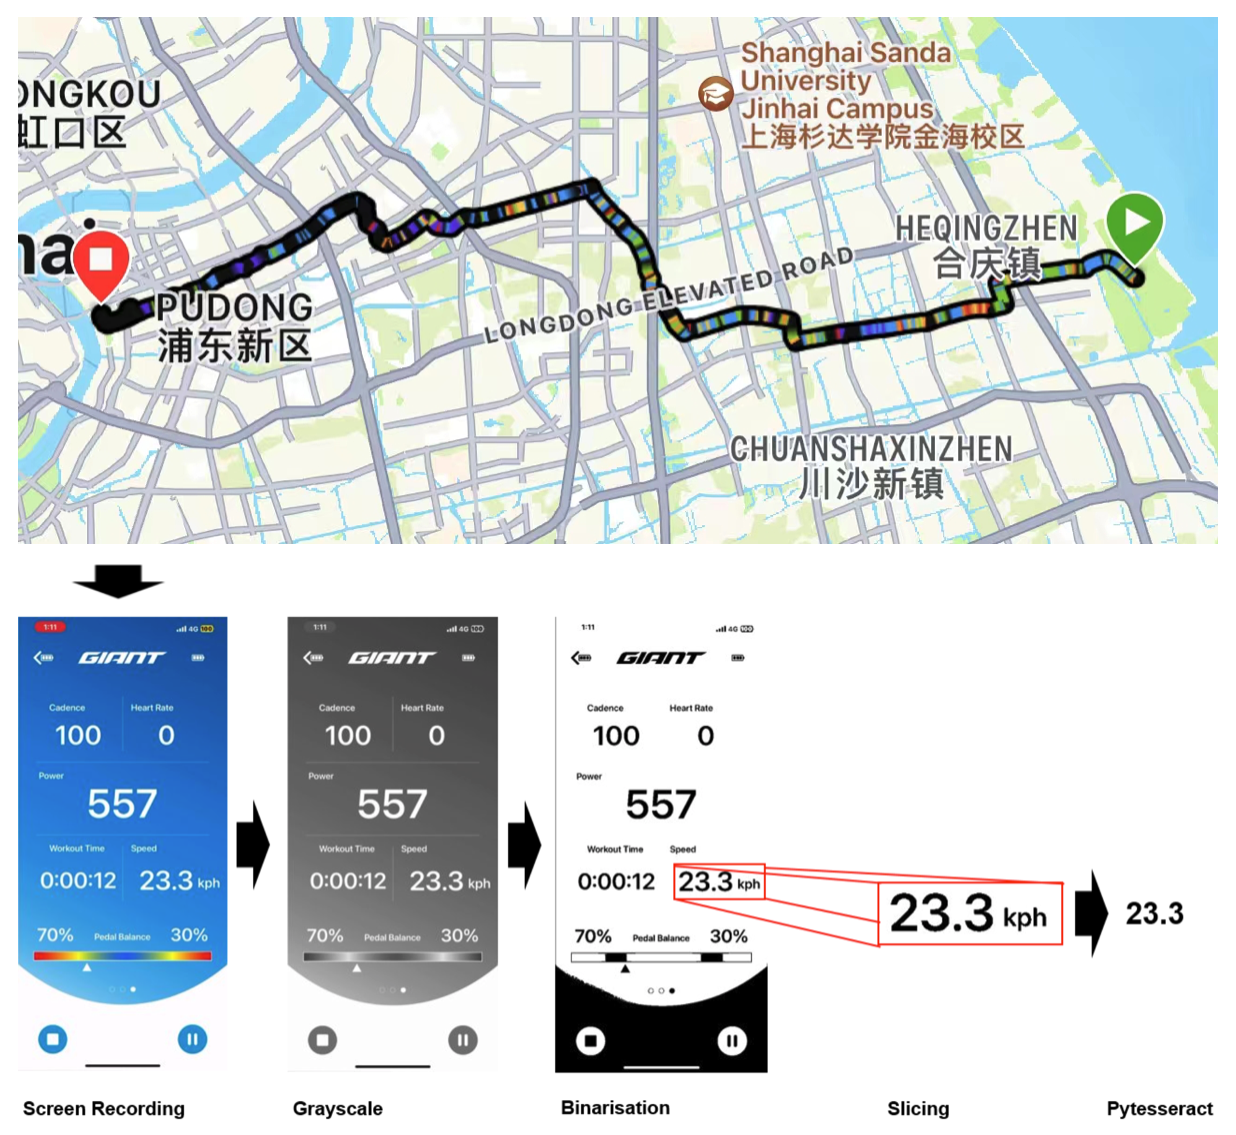 Shanghai Sanda
University
Jinhai Campus
上海杉达学院金海校区
ONGKOU
虹口区
HEQINGZHEN
合庆镇
hai
PUDONG
浦东新区
LONGDONG ELEVATED ROAD
CHUANSHAXINZHEN
川沙新镇
1:11 4G 100
GIANT
Cadence Heart Rate
100 0
Power
557
Workout Time Speed
0:00:12 23.3 kph
70% Pedal Balance 30%
1:11 4G 100
GIANT
Cadence Heart Rate
100 0
Power
557
Workout Time Speed
0:00:12 23.3 kph
70% Pedal Balance 30%
1:11 4G 100
GIANT
Cadence Heart Rate
100 0
Power
557
Workout Time Speed
0:00:12 23.3 kph
70% Pedal Balance 30%
23.3 kph
23.3
Screen Recording
Grayscale
Binarisation
Slicing
Pytesseract